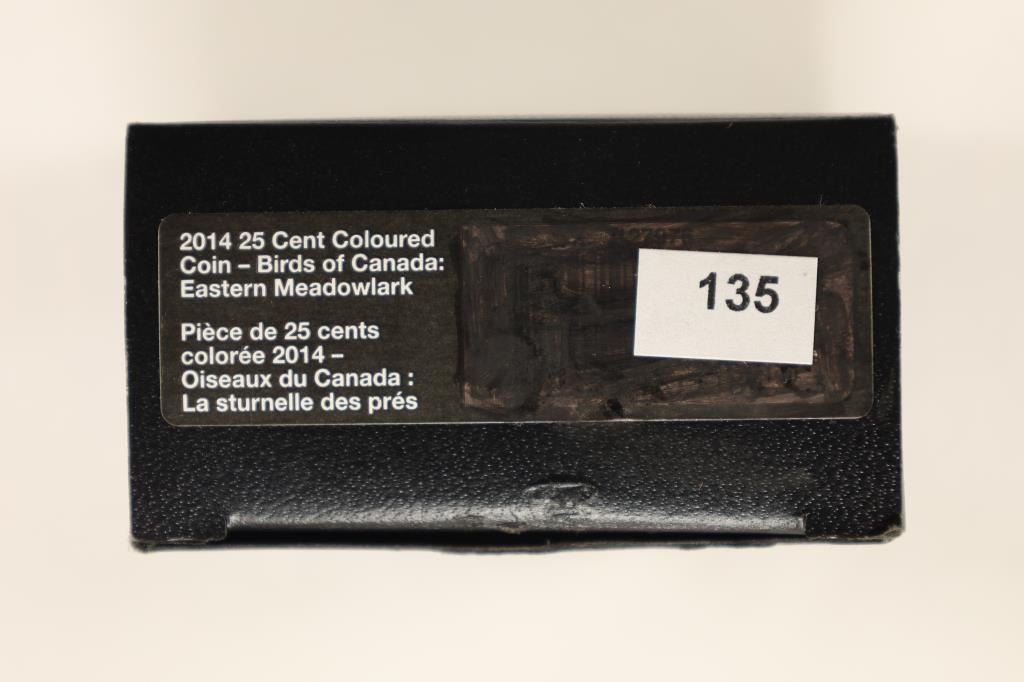 2014 25 Cent Coloured
Coin – Birds of Canada:
Eastern Meadowlark
Pièce de 25 cents
colorée 2014 –
Oiseaux du Canada :
La sturnelle des prés
135